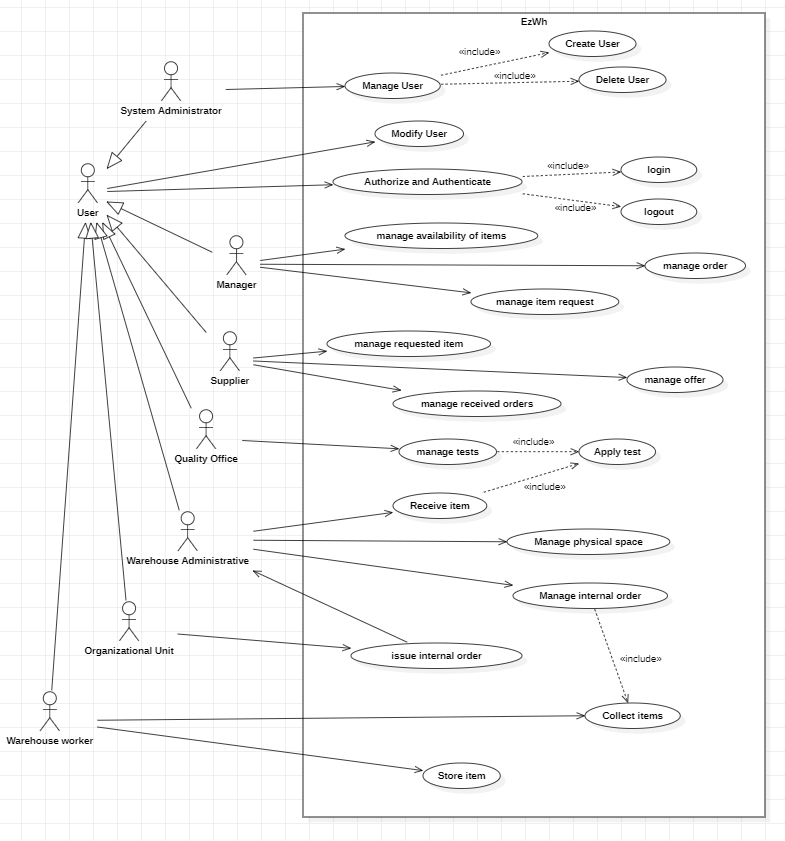 EzWh
«include»
Create User
«include»
Delete User
Manage User
System Administrator
Modify User
«include»
login
Authorize and Authenticate
«include»
logout
User
manage availability of items
manage order
Manager
manage item request
manage requested item
Supplier
manage offer
manage received orders
«include»
manage tests
Apply test
Quality Office
«include»
Receive item
Manage physical space
Warehouse Administrative
Manage internal order
Organizational Unit
issue internal order
«include»
Collect items
Warehouse worker
Store item